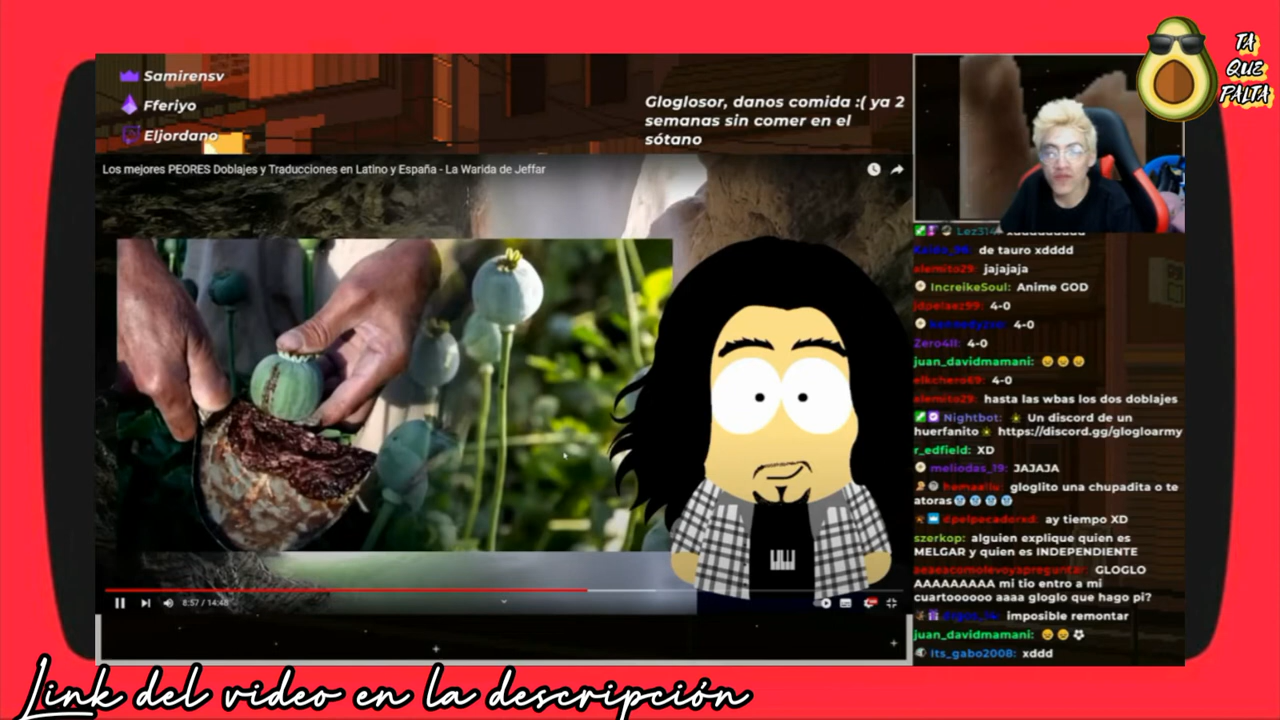 TA
QUE
PALTA
Samirensv
Fferiyo
Eljordano
Gloglosor, danos comida :( ya 2
semanas sin comer en el
sótano
Los mejores PEORES Doblajes y Traducciones en Latino y España - La Warida de Jeffar
8:57 / 14:48
de tauro xdddd
alemito29: jajajaja
IncreikeSoul: Anime GOD
jdpelaez99: 4-0
4-0
Zero4ll: 4-0
juan_davidmamani:
elkchero69: 4-0
alemito29: hasta las wbas los dos doblajes
Nightbot: Un discord de un
huerfanito https://discord.gg/glogloarmy
r_edfield: XD
meliodas_19: JAJAJA
gloglito una chupadita o te
atoras
dpelpecadorxd: ay tiempo XD
szerkop: alguien explique quien es
MELGAR y quien es INDEPENDIENTE
aeaeacomolevoyapreguntar: GLOGLO
AAAAAAAAA mi tio entro a mi
cuartoooooo aaaa gloglo que hago pi?
imposible remontar
juan_davidmamani:
Its_gabo2008: xddd
Link del video en la descripción